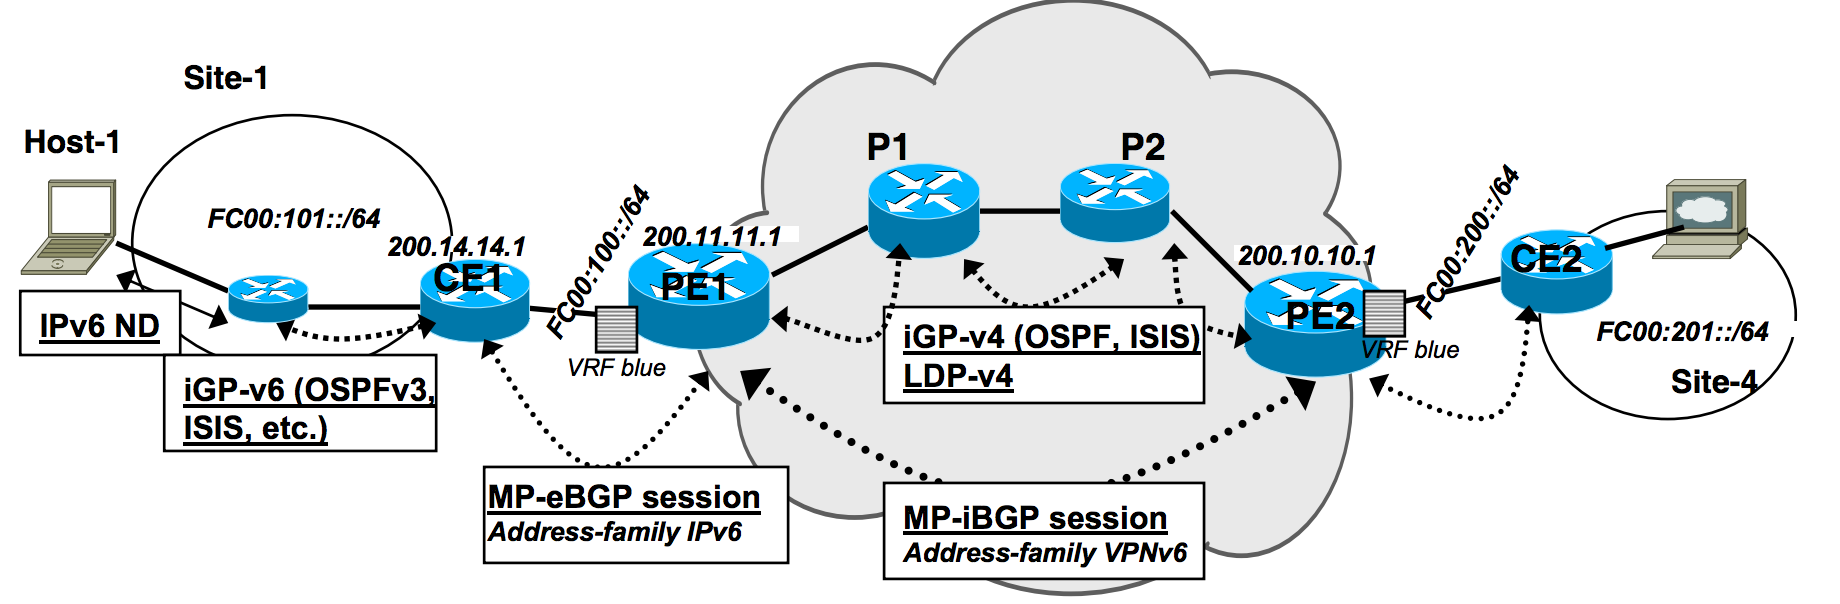 Site-1
Host-1
FC00:101::/64
200.14.14.1
CE1
IPv6 ND
iGP-v6 (OSPFv3,
ISIS, etc.)
FC00:100::/64
VRF blue
200.11.11.1
PE1
MP-eBGP session
Address-family IPv6
P1
P2
iGP-v4 (OSPF, ISIS)
LDP-v4
MP-iBGP session
Address-family VPNv6
200.10.10.1
PE2
VRF blue
FC00:200::/64
CE2
FC00:201::/64
Site-4